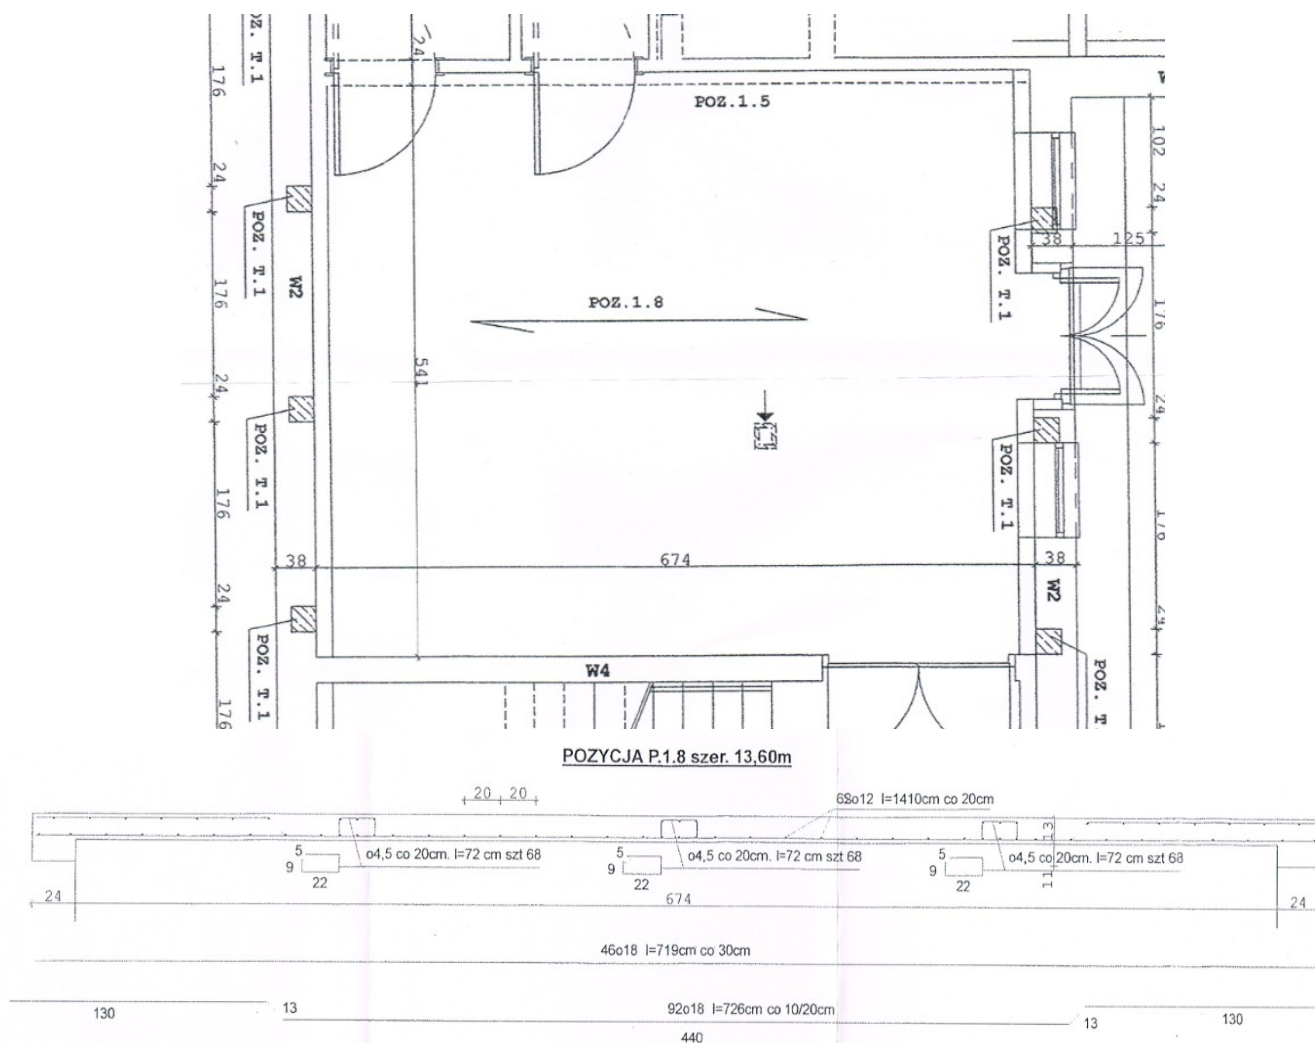 POZ. T.1
24
176
POZ.1.5
102
24
24
POZ. T.1
W2
38
125
POZ. T.1
176
POZ.1.8
176
541
24
24
POZ. T.1
POZ. T.1
176
176
38
674
38
24
W2
24
POZ. T.1
W4
POZ. T.
176
POZYCJA P.1.8 szer. 13,60m
20 20
68o12 l=1410cm co 20cm
13
o4,5 co 20cm. l=72 cm szt 68
o4,5 co 20cm. l=72 cm szt 68
o4,5 co 20cm. l=72 cm szt 68
5
9
22
5
9
22
5
9
22
11
24
674
24
46o18 l=719cm co 30cm
130
13
92o18 l=726cm co 10/20cm
440
13
130